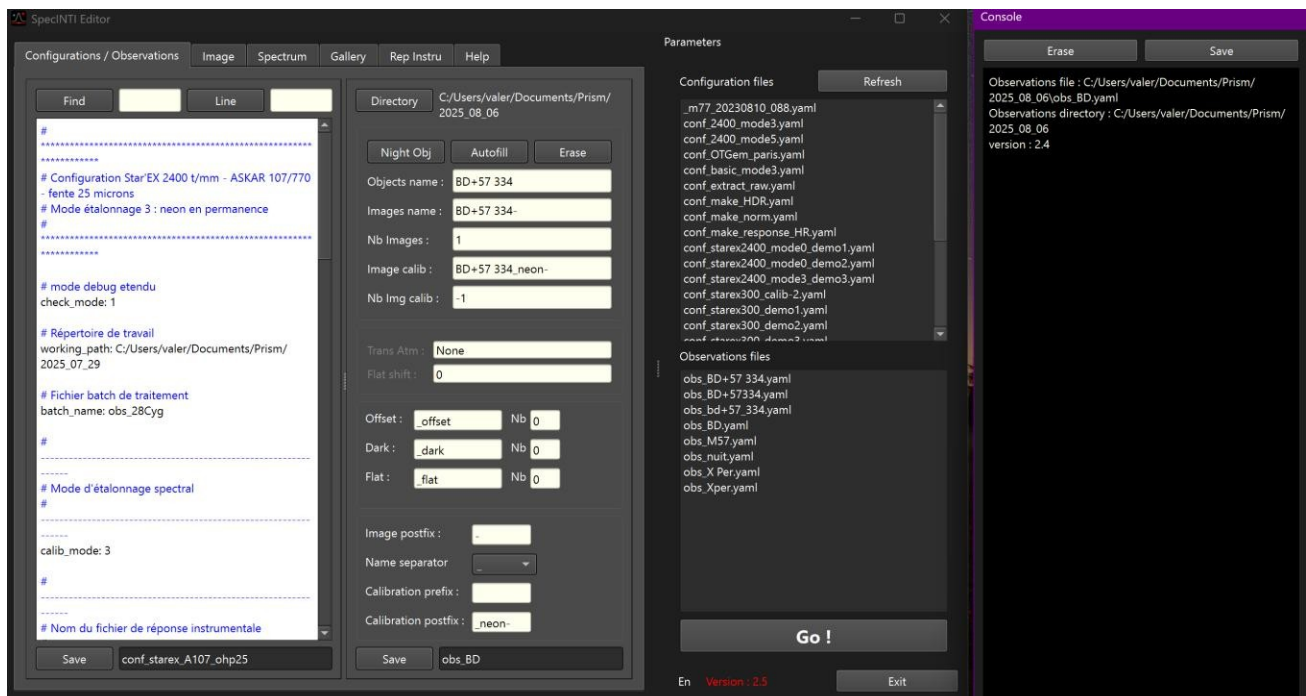 SpecINTI Editor
Configurations / Observations
Image
Spectrum
Gallery
Rep Instru
Help
Find
Line
#
************************************************************
************
# Configuration Star'EX 2400 t/mm - ASKAR 107/770
- fente 25 microns
# Mode étalonnage 3 : neon en permanence
#
************************************************************
************
# mode debug etendu
check_mode: 1
# Répertoire de travail
working_path: C:/Users/valer/Documents/Prism/
2025_07_29
# Fichier batch de traitement
batch_name: obs_28Cyg
#
------------------------------------------------------------
------
# Mode d'étalonnage spectral
#
------------------------------------------------------------
------
calib_mode: 3
#
------------------------------------------------------------
------
# Nom du fichier de réponse instrumentale
Save
conf_starex_A107_ohp25
Directory
C:/Users/valer/Documents/Prism/
2025_08_06
Night Obj
Autofill
Erase
Objects name : BD+57 334
Images name : BD+57 334-
Nb Images : 1
Image calib : BD+57 334_neon-
Nb Img calib : -1
Trans Atm : None
Flat shift : 0
Offset : _offset Nb 0
Dark : _dark Nb 0
Flat : _flat Nb 0
Image postfix : -
Name separator _
Calibration prefix :
Calibration postfix : _neon-
Save
obs_BD
Parameters
Configuration files
Refresh
_m77_20230810_088.yaml
conf_2400_mode3.yaml
conf_2400_mode5.yaml
conf_OTGem_paris.yaml
conf_basic_mode3.yaml
conf_extract_raw.yaml
conf_make_HDR.yaml
conf_make_norm.yaml
conf_make_response_HR.yaml
conf_starex2400_mode0_demo1.yaml
conf_starex2400_mode0_demo2.yaml
conf_starex2400_mode3_demo3.yaml
conf_starex300_calib-2.yaml
conf_starex300_demo1.yaml
conf_starex300_demo2.yaml
conf_starex300_demo3.yaml
Observations files
obs_BD+57 334.yaml
obs_BD+57334.yaml
obs_bd+57_334.yaml
obs_BD.yaml
obs_M57.yaml
obs_nuit.yaml
obs_X Per.yaml
obs_Xper.yaml
Go !
En
Version : 2.5
Exit
Console
Erase
Save
Observations file : C:/Users/valer/Documents/Prism/
2025_08_06\obs_BD.yaml
Observations directory : C:/Users/valer/Documents/Prism/
2025_08_06
version : 2.4